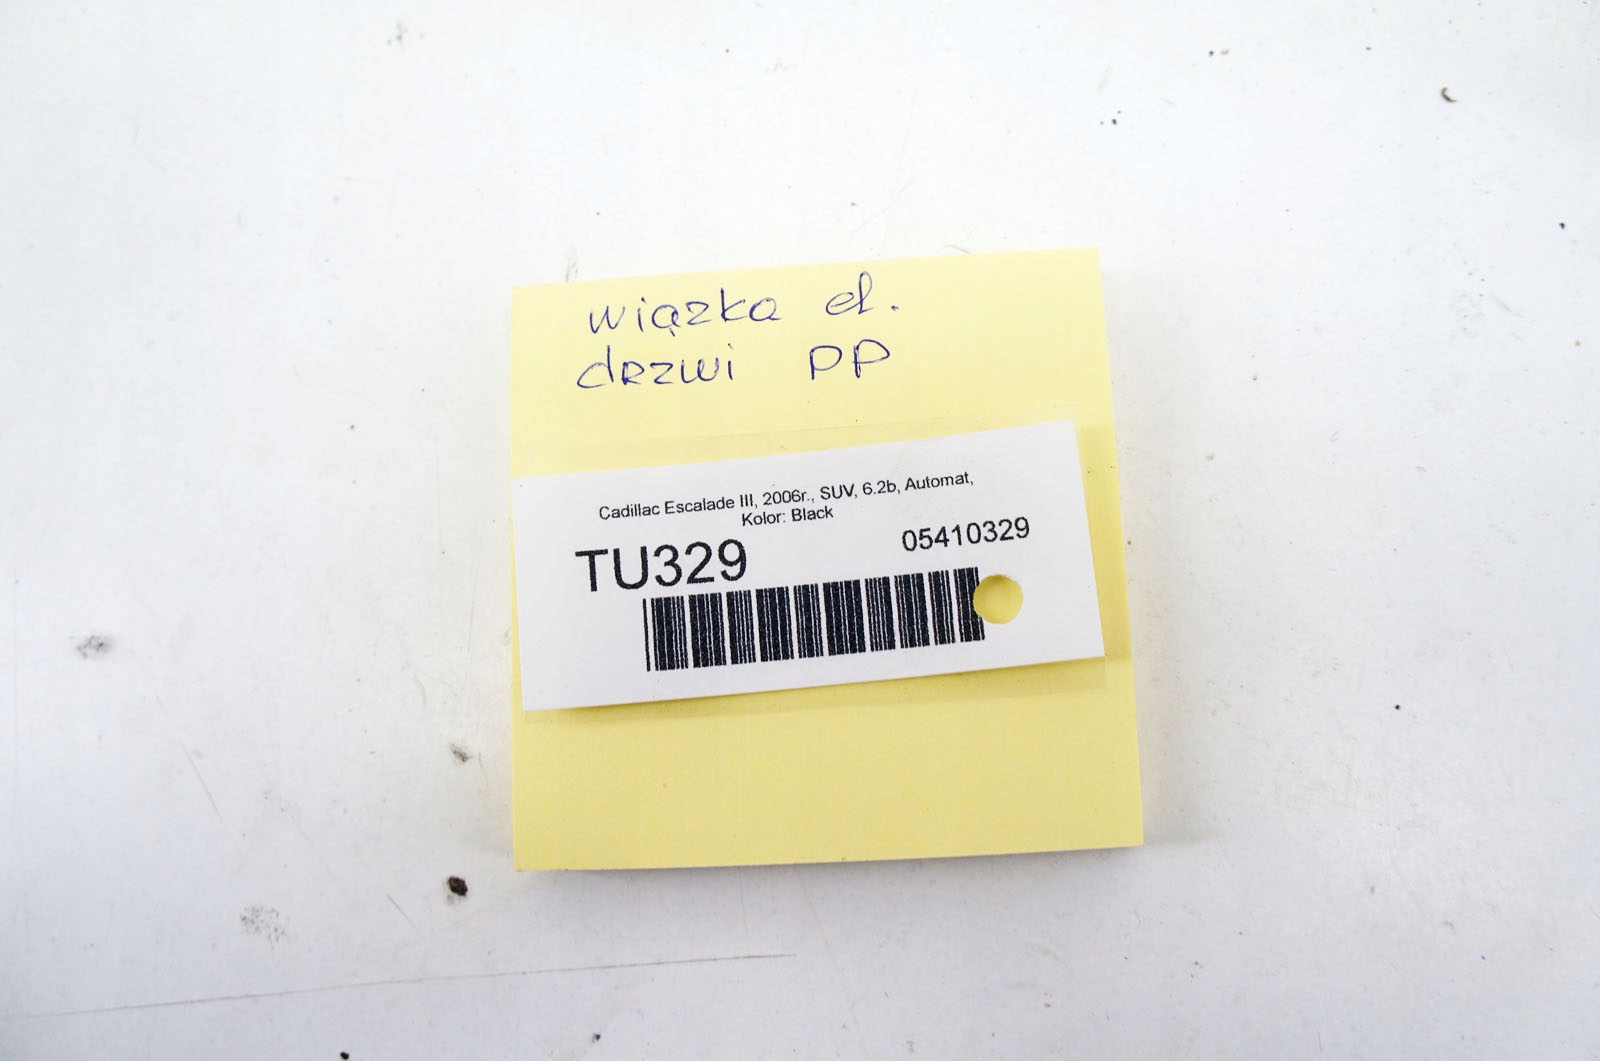 wiązka el.
drzwi PP
Cadillac Escalade III, 2006r., SUV, 6.2b, Automat,
Kolor: Black
TU329
05410329